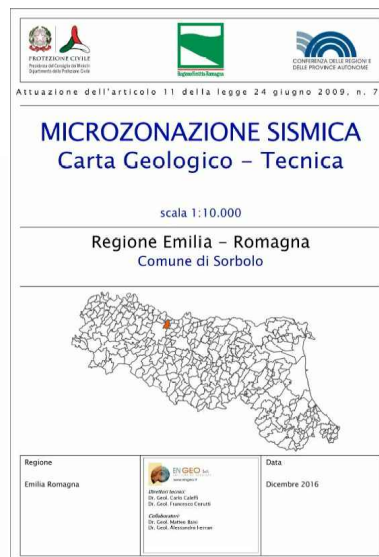 PROTEZIONE CIVILE
Presidenza del Consiglio dei Ministri
Dipartimento della Protezione Civile
Regione Emilia Romagna
CONFERENZA DELLE REGIONI E
DELLE PROVINCE AUTONOME
Attuazione dell'articolo 11 della legge 24 giugno 2009, n. 7
MICROZONAZIONE SISMICA
Carta Geologico – Tecnica
scala 1:10.000
Regione Emilia – Romagna
Comune di Sorbolo
Regione
Emilia Romagna
EN GEO S.r.l.
Direttori tecnici
Dr. Geol. Carlo Caleffi
Dr. Geol. Francesco Cerutti
Collaboratori
Dr. Geol. Matteo Baisi
Dr. Geol. Alessandro Ferrari
Data
Dicembre 2016